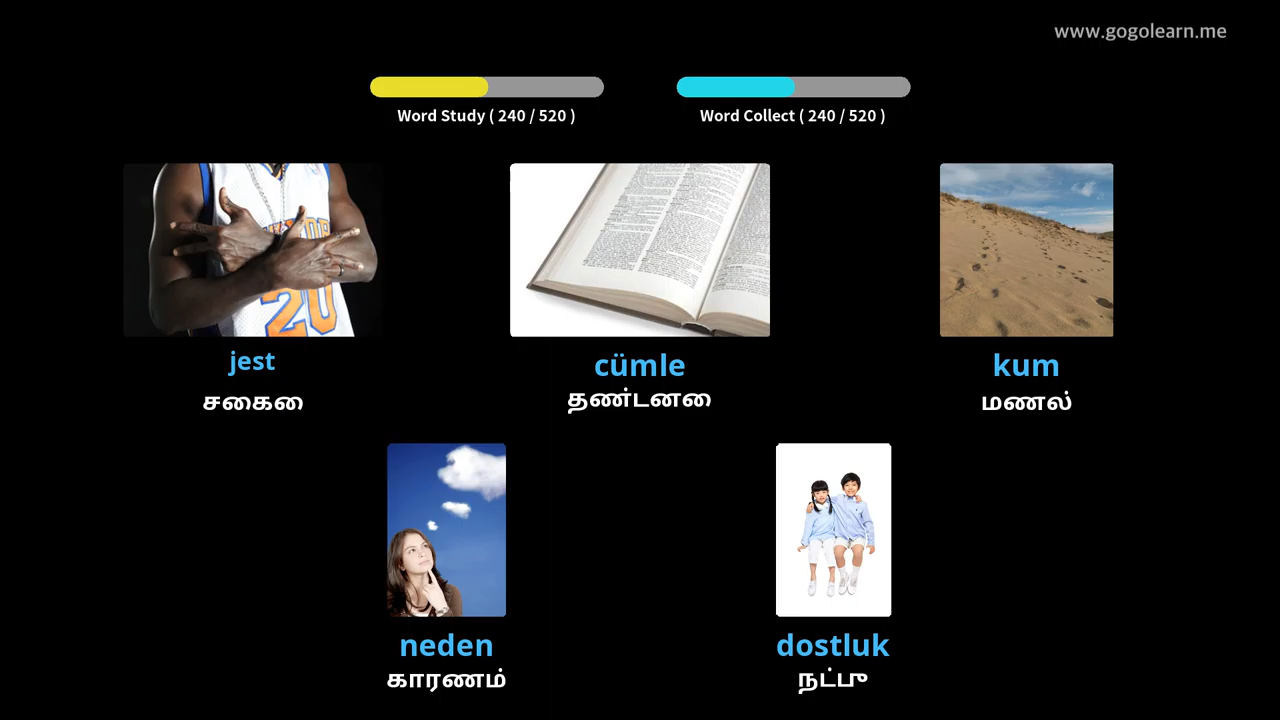 www.gogolearn.me
Word Study ( 240 / 520 )
Word Collect ( 240 / 520 )
20
jest
சகைை
cümle
தண்டனை
kum
மணல்
neden
காரணம்
dostluk
நட்பு